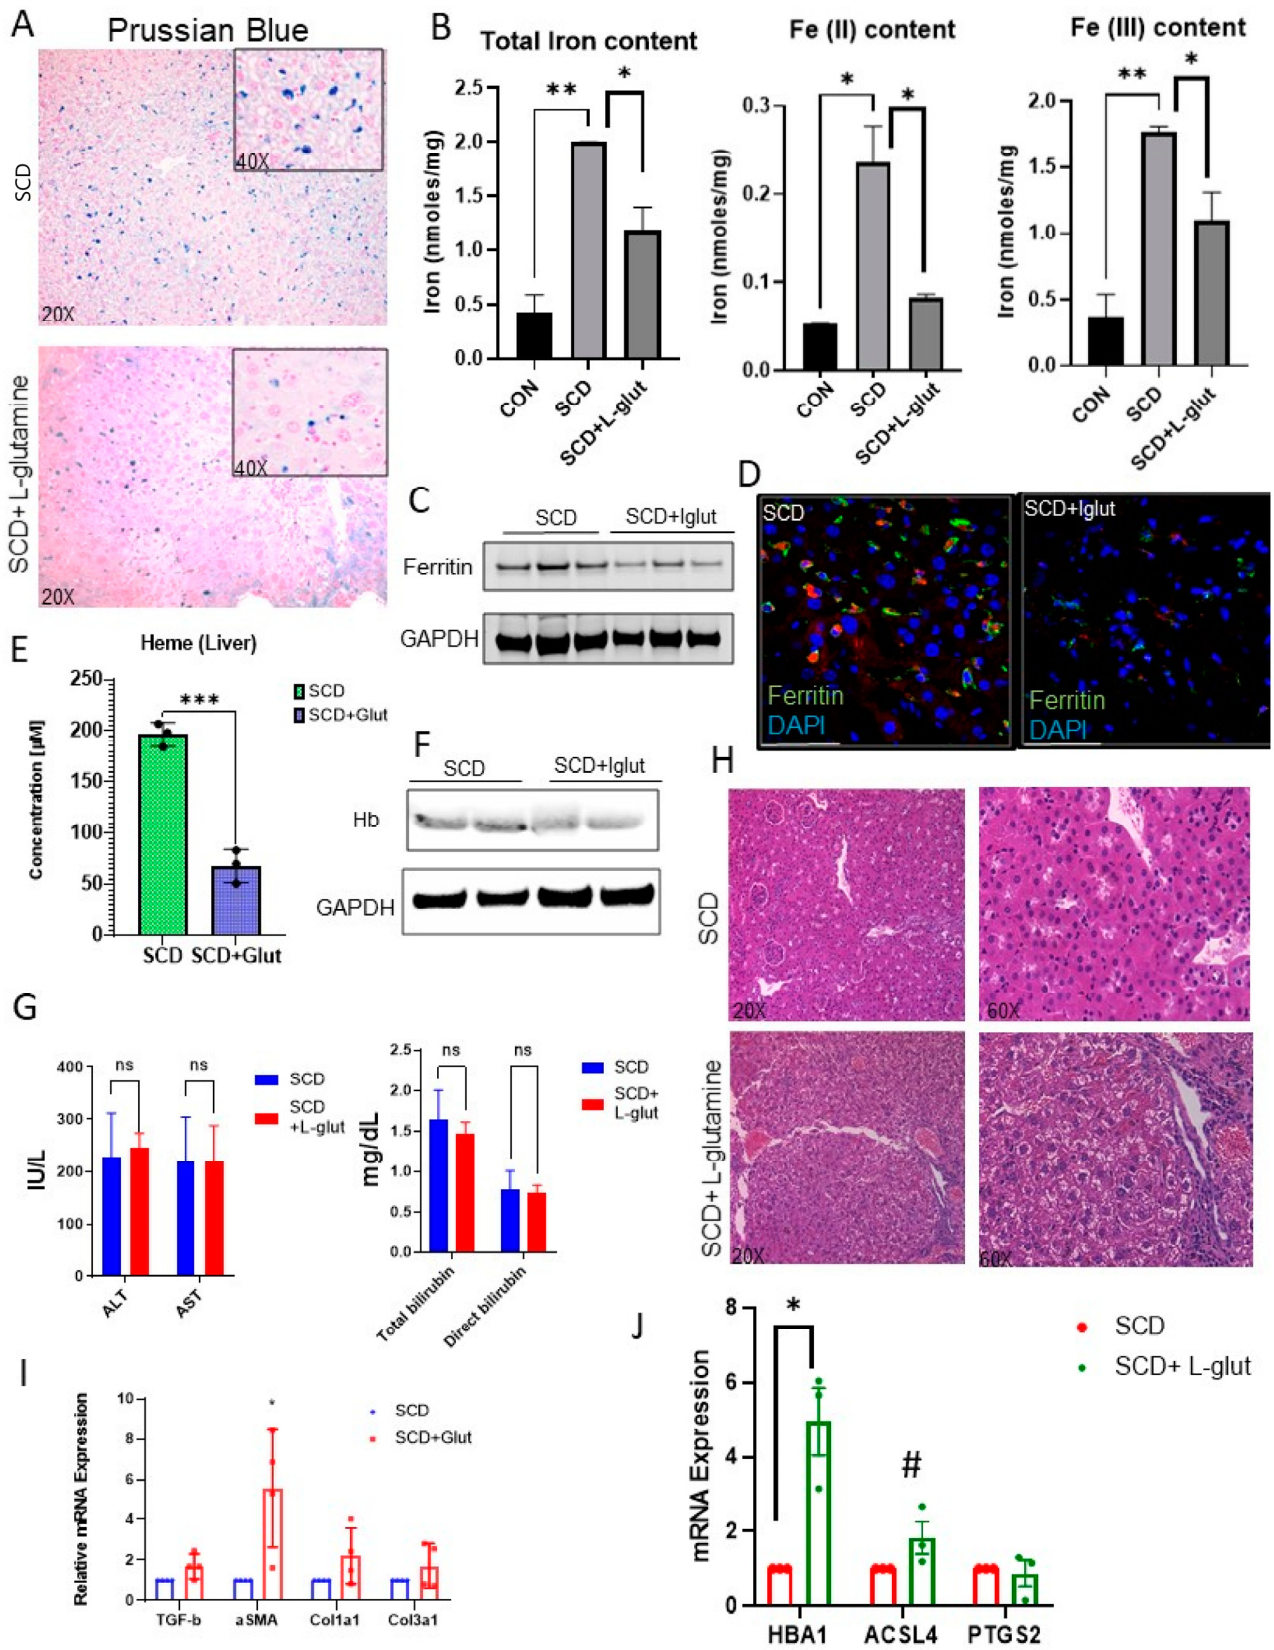 A
Prussian Blue
SCD
40X
20X
SCD+ L-glutamine
40X
20X
B
Total Iron content
Iron (nmoles/mg)
2.5
2.0
1.5
1.0
0.5
0.0
**
*
CON
SCD
SCD+L-glut
Fe (II) content
Iron (nmoles/mg)
0.3
0.2
0.1
0.0
*
*
CON
SCD
SCD+L-glut
Fe (III) content
Iron (nmoles/mg
2.0
1.5
1.0
0.5
0.0
**
*
CON
SCD
SCD+L-glut
C
SCD
SCD+lglut
Ferritin
GAPDH
D
SCD
Ferritin
DAPI
SCD+lglut
Ferritin
DAPI
E
Heme (Liver)
Concentration [µM]
250
200
150
100
50
0
***
SCD
SCD+Glut
SCD
SCD+Glut
F
SCD
SCD+lglut
Hb
GAPDH
G
IU/L
400
300
200
100
0
ns
ns
SCD
SCD
+L-glut
ALT
AST
mg/dL
2.5
2.0
1.5
1.0
0.5
0.0
ns
ns
SCD
SCD+
L-glut
Total bilirubin
Direct bilirubin
H
SCD
20X
60X
SCD+ L-glutamine
20X
60X
I
Relative mRNA Expression
10
8
6
4
2
0
*
SCD
SCD+Glut
TGF-b
aSMA
Col1a1
Col3a1
J
mRNA Expression
8
6
4
2
0
*
#
SCD
SCD+ L-glut
HBA1
ACSL4
PTGS2